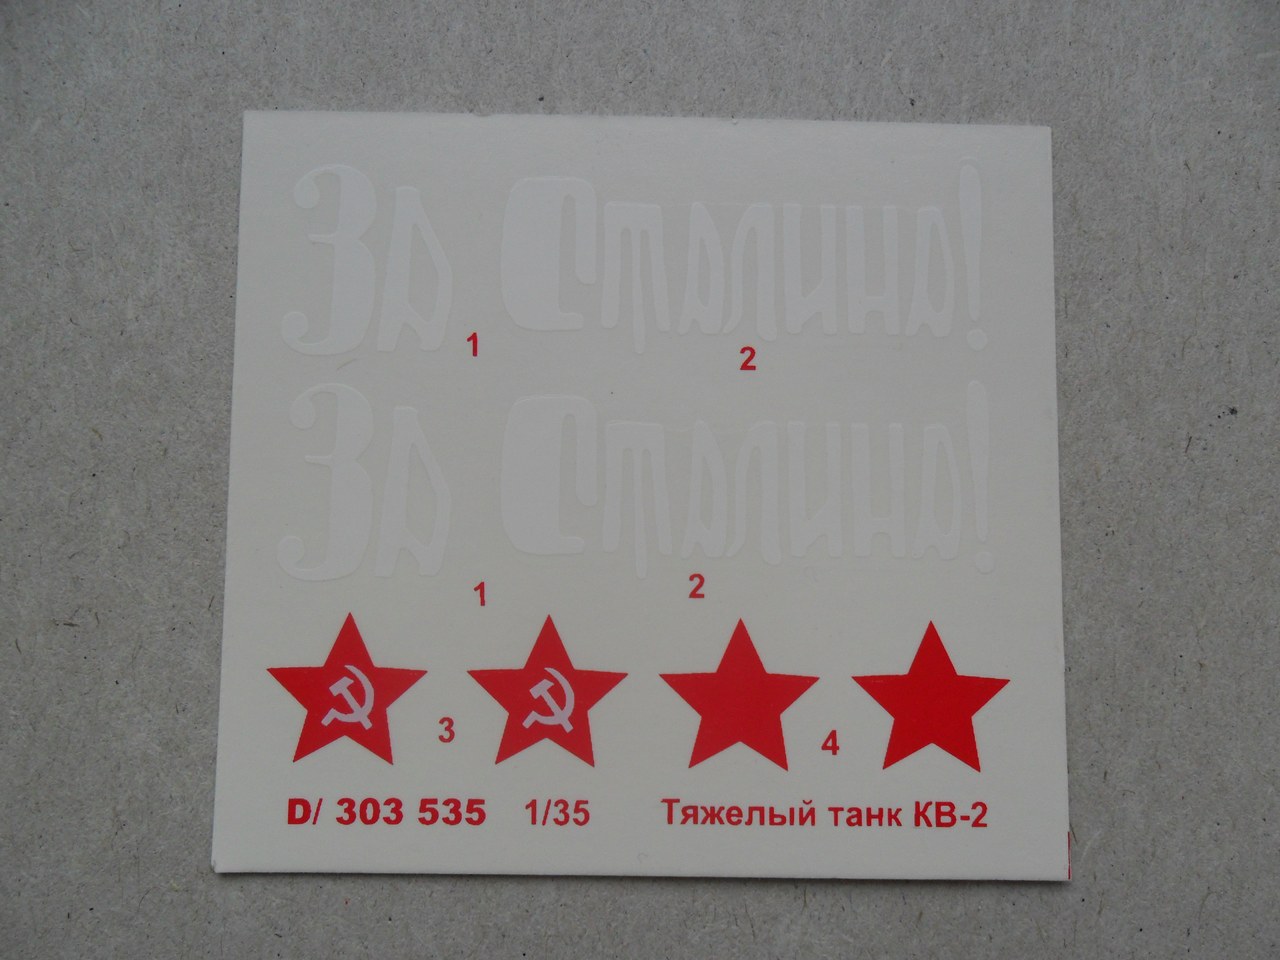 За Сталина!
1 2
За Сталина!
1 2
3 4
D/ 303 535 1/35 Тяжелый танк КВ-2